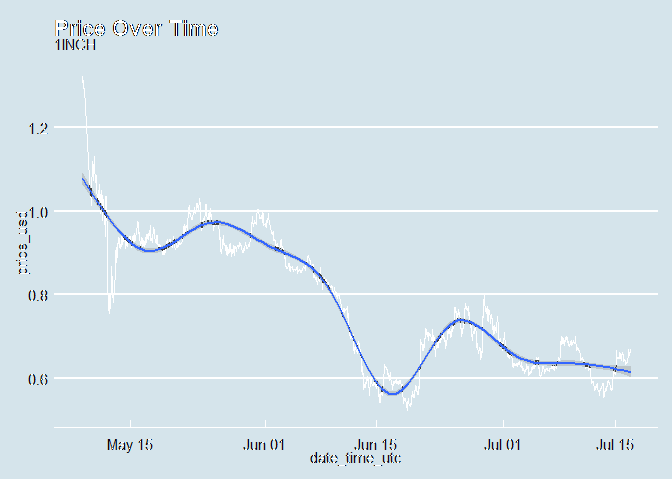 Price Over Time
1INCH
price_usd
1.2
1.0
0.8
0.6
May 15
Jun 01
Jun 15
Jul 01
Jul 15
date_time_utc